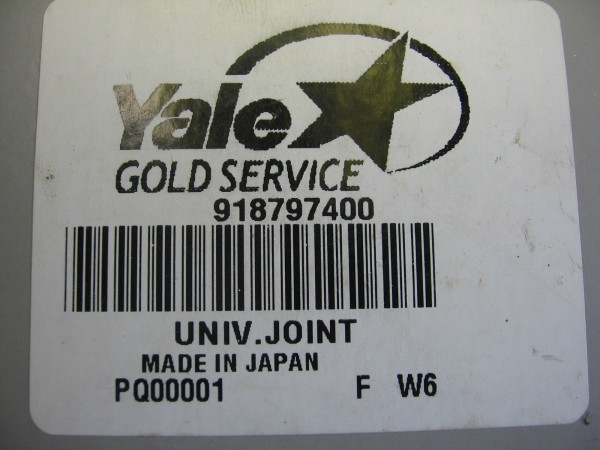 Yale
GOLD SERVICE
918797400
UNIV.JOINT
MADE IN JAPAN
PQ00001 F W6